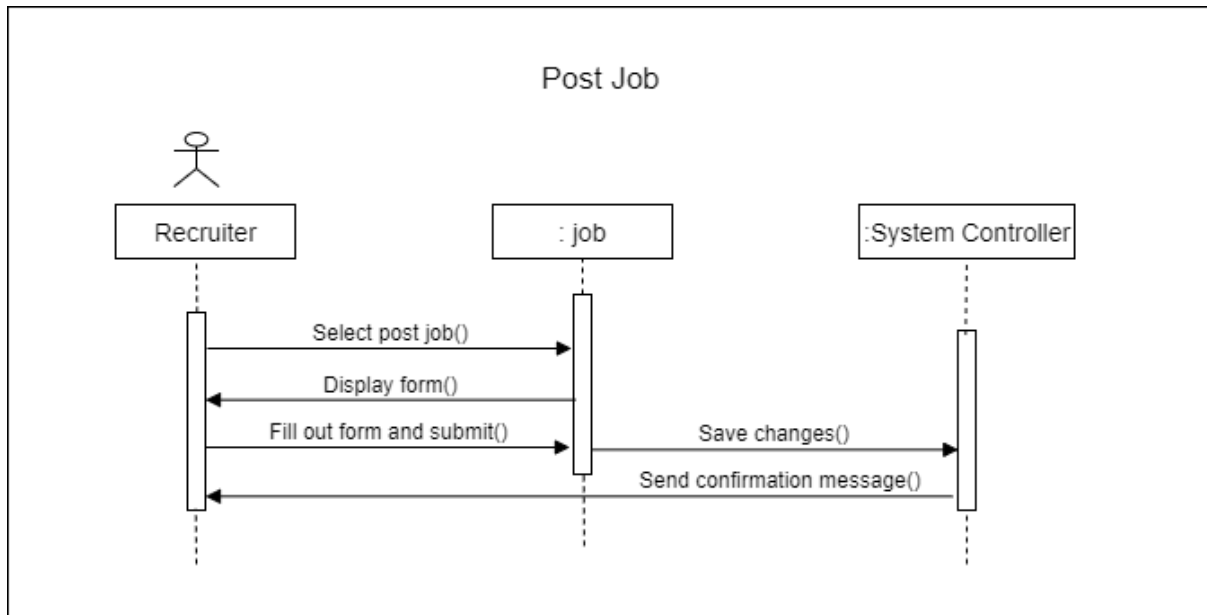 Post Job
Recruiter
: job
:System Controller
Select post job()
Display form()
Fill out form and submit()
Save changes()
Send confirmation message()